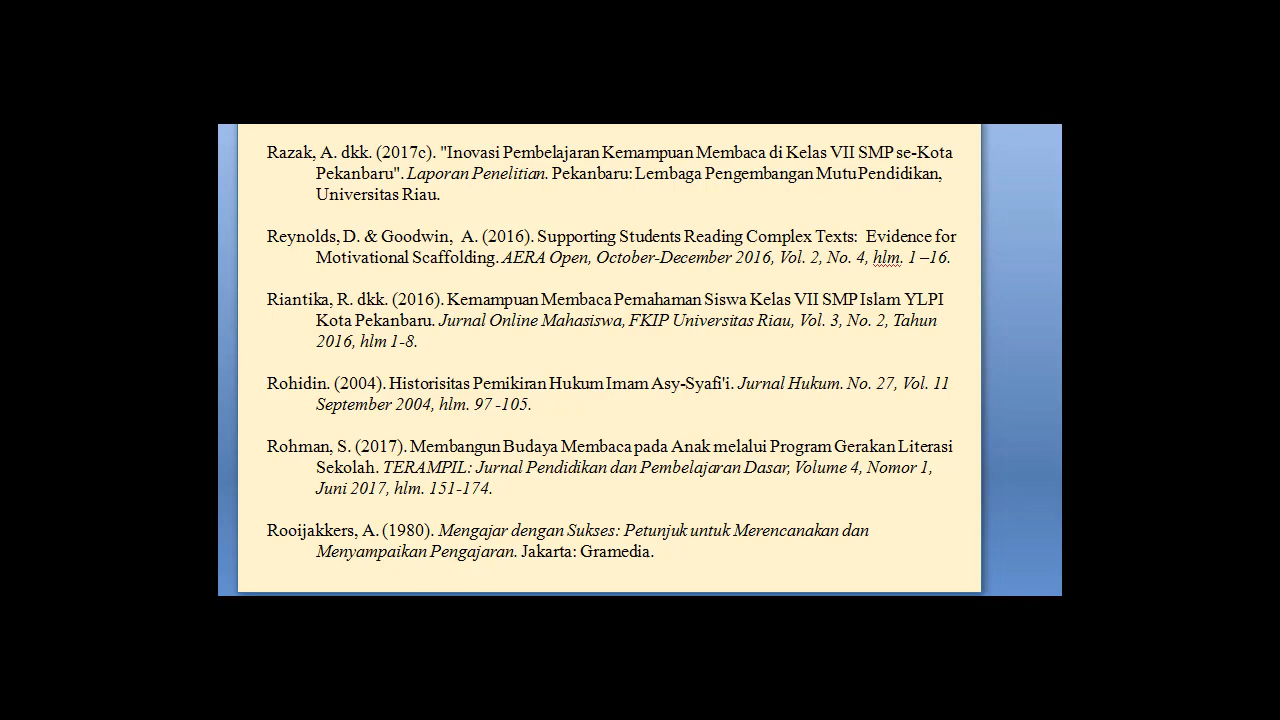 Razak, A. dkk. (2017c). "Inovasi Pembelajaran Kemampuan Membaca di Kelas VII SMP se-Kota
Pekanbaru". Laporan Penelitian. Pekanbaru: Lembaga Pengembangan Mutu Pendidikan,
Universitas Riau.
Reynolds, D. & Goodwin, A. (2016). Supporting Students Reading Complex Texts: Evidence for
Motivational Scaffolding. AERA Open, October-December 2016, Vol. 2, No. 4, hlm. 1 –16.
Riantika, R. dkk. (2016). Kemampuan Membaca Pemahaman Siswa Kelas VII SMP Islam YLPI
Kota Pekanbaru. Jurnal Online Mahasiswa, FKIP Universitas Riau, Vol. 3, No. 2, Tahun
2016, hlm 1-8.
Rohidin. (2004). Historisitas Pemikiran Hukum Imam Asy-Syafi'i. Jurnal Hukum. No. 27, Vol. 11
September 2004, hlm. 97 -105.
Rohman, S. (2017). Membangun Budaya Membaca pada Anak melalui Program Gerakan Literasi
Sekolah. TERAMPIL: Jurnal Pendidikan dan Pembelajaran Dasar, Volume 4, Nomor 1,
Juni 2017, hlm. 151-174.
Rooijakkers, A. (1980). Mengajar dengan Sukses: Petunjuk untuk Merencanakan dan
Menyampaikan Pengajaran. Jakarta: Gramedia.